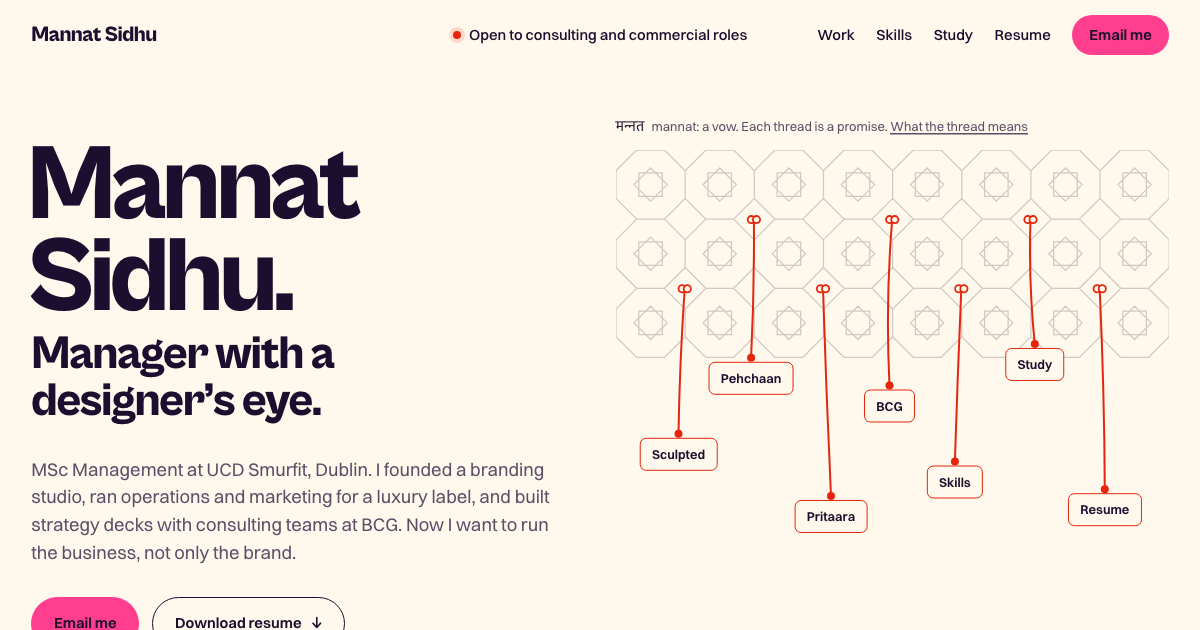 Mannat Sidhu
Open to consulting and commercial roles
Work
Skills
Study
Resume
Email me
मन्नत mannat: a vow. Each thread is a promise. What the thread means
Mannat
Sidhu.
Manager with a
designer’s eye.
MSc Management at UCD Smurfit, Dublin. I founded a branding
studio, ran operations and marketing for a luxury label, and built
strategy decks with consulting teams at BCG. Now I want to run
the business, not only the brand.
Email me
Download resume ↓
Study
Pehchaan
BCG
Sculpted
Skills
Resume
Pritaara